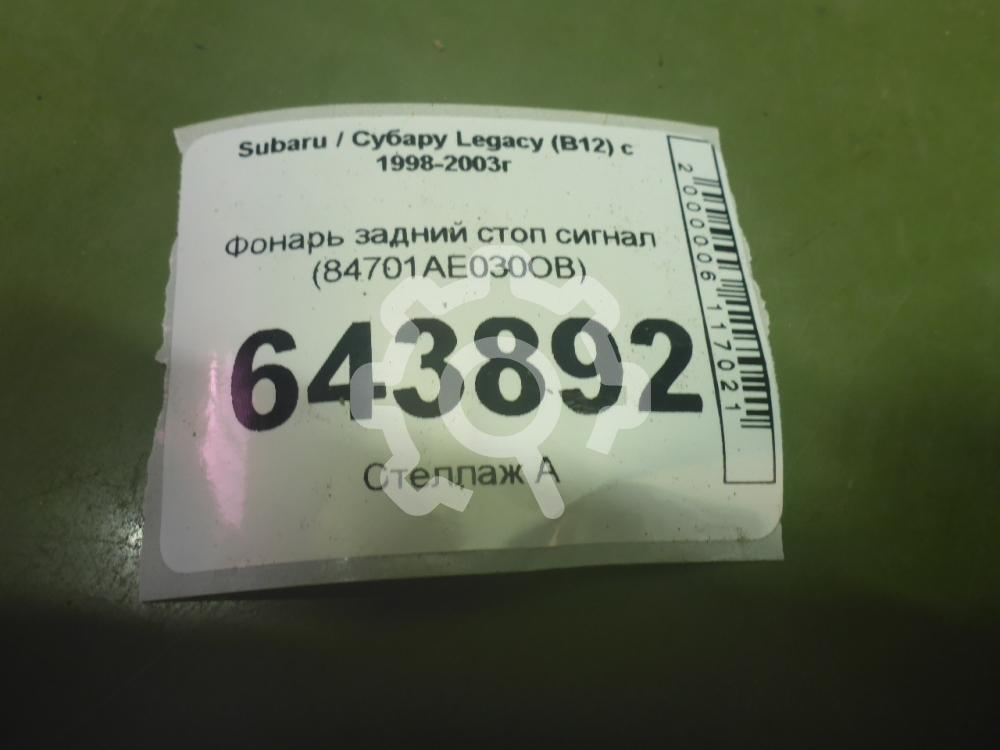 Subaru / Субару Legacy (B12) с
1998-2003г
Фонарь задний стоп сигнал
(84701AE030OB)
643892
Стеллаж А
2000006117021